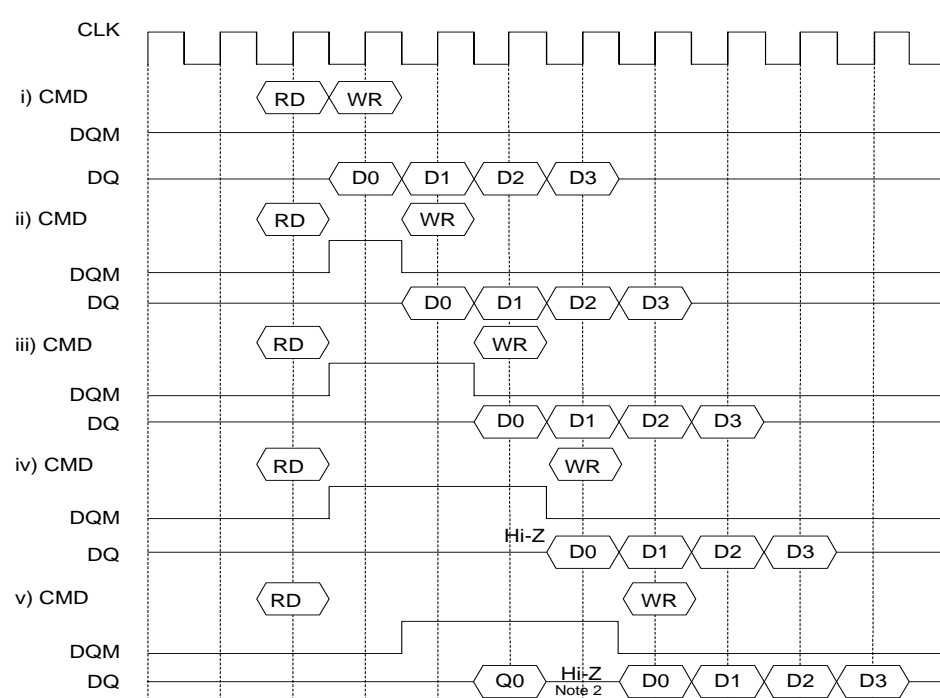 CLK
i) CMD RD WR
DQM
DQ D0 D1 D2 D3
ii) CMD RD WR
DQM
DQ D0 D1 D2 D3
iii) CMD RD WR
DQM
DQ D0 D1 D2 D3
iv) CMD RD WR
DQM
Hi-Z
DQ D0 D1 D2 D3
v) CMD RD WR
DQM
DQ Q0 Hi-Z D0 D1 D2 D3
Note 2